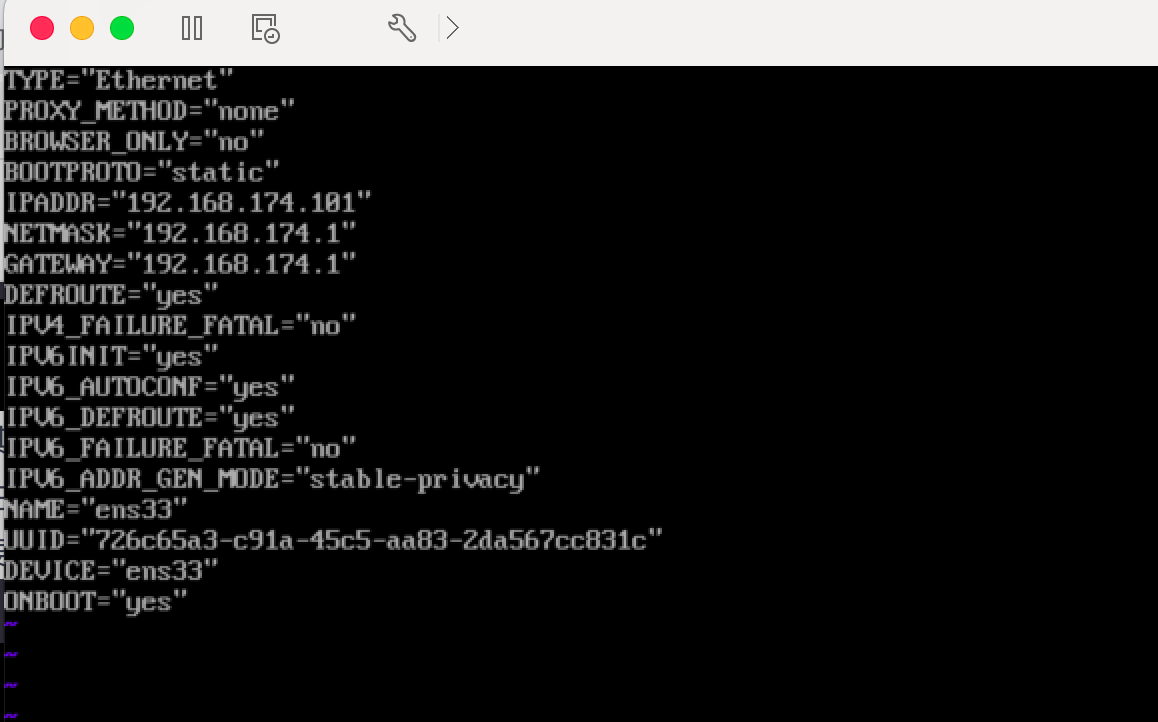 TYPE="Ethernet"
PROXY_METHOD="none"
BROWSER_ONLY="no"
BOOTPROTO="static"
IPADDR="192.168.174.101"
NETMASK="192.168.174.1"
GATEWAY="192.168.174.1"
DEFROUTE="yes"
IPV4_FAILURE_FATAL="no"
IPV6INIT="yes"
IPV6_AUTOCONF="yes"
IPV6_DEFROUTE="yes"
IPV6_FAILURE_FATAL="no"
IPV6_ADDR_GEN_MODE="stable-privacy"
NAME="ens33"
UUID="726c65a3-c91a-45c5-aa83-2da567cc831c"
DEVICE="ens33"
ONBOOT="yes"
~
~
~
~